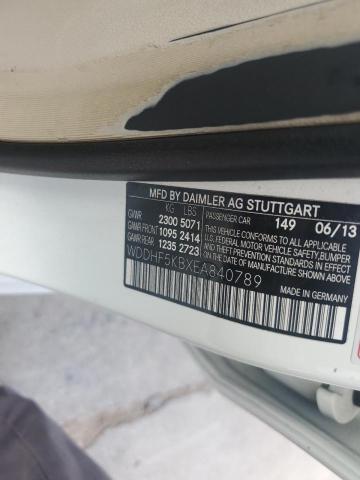 MFD BY DAIMLER AG STUTTGART
KG LBS
GWR 2300 5071
GAWR FRONT 1095 2414
GAWR REAR 1235 2723
PASSENGER CAR 149 06/13
THIS VEHICLE CONFORMS TO ALL APPLICABLE
U.S. FEDERAL MOTOR VEHICLE SAFETY, BUMPER
AND THEFT PREVENTION STANDARDS IN EFFECT
ON THE DATE OF MANUFACTURE SHOWN ABOVE
WDDHF5KBXEA840789
MADE IN GERMANY